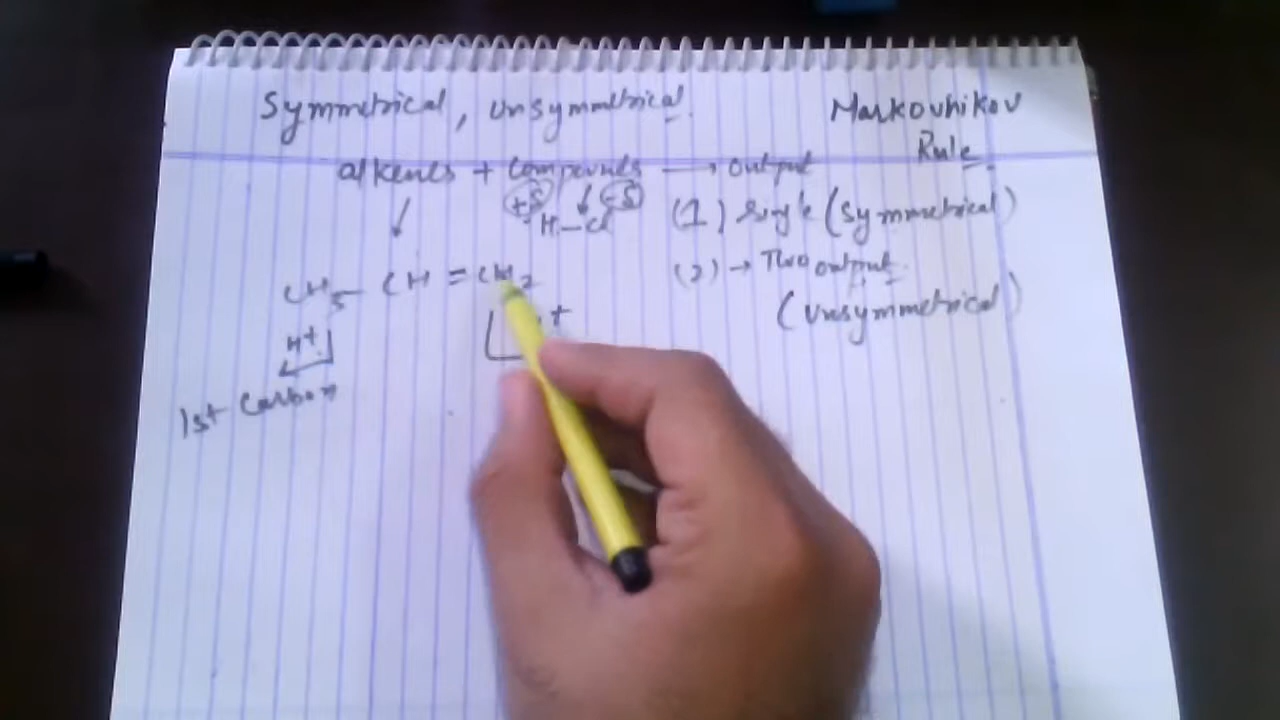 Symmetrical, Unsymmetrical.
Markovnikov
Rule.
alkenes + Compounds → output
+δ -δ
H-Cl
(1) Single (Symmetrical)
(2) → Two output.
(Unsymmetrical)
CH3- CH = CH2
H+
+
1st Carbon